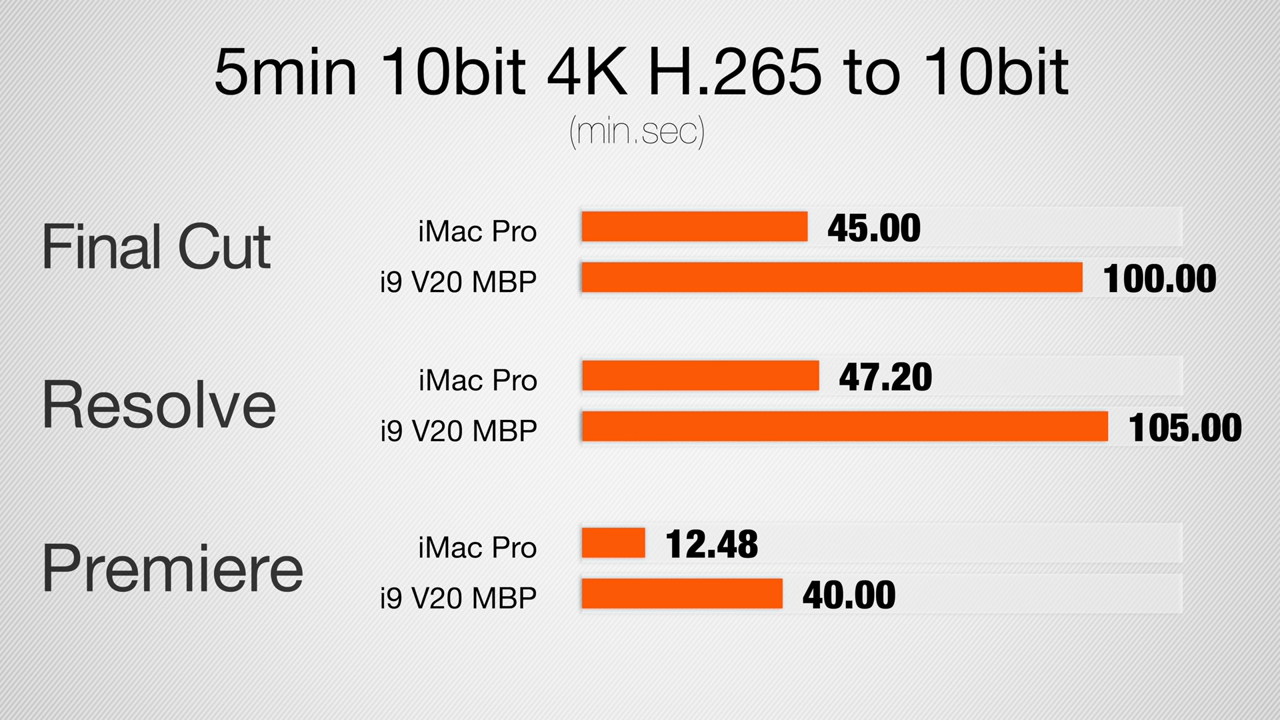 5min 10bit 4K H.265 to 10bit
(min.sec)
Final Cut
iMac Pro 45.00
i9 V20 MBP 100.00
Resolve
iMac Pro 47.20
i9 V20 MBP 105.00
Premiere
iMac Pro 12.48
i9 V20 MBP 40.00